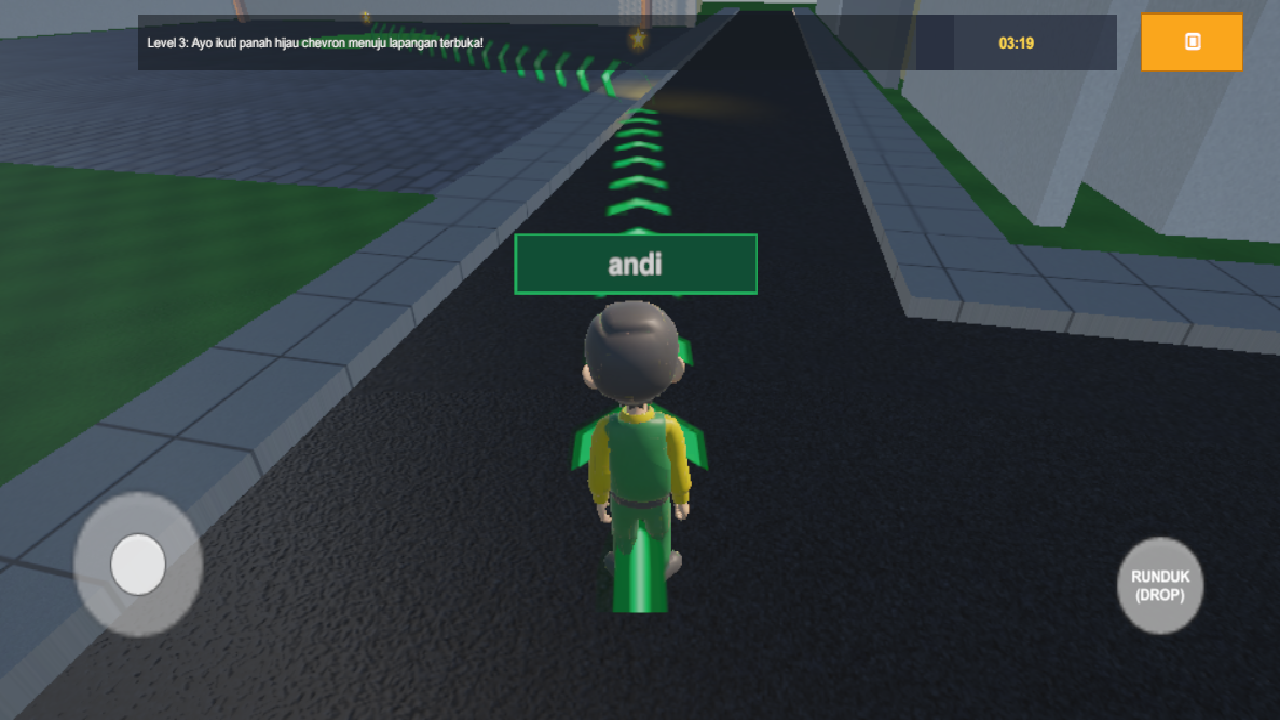 Level 3: Ayo ikuti panah hijau chevron menuju lapangan terbuka!
03:19
andi
RUNDUK
(DROP)